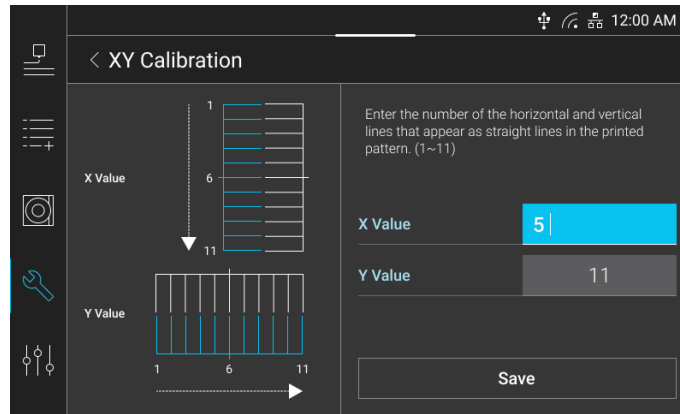 12:00 AM
< XY Calibration
1
X Value
6
11
Y Value
1 6 11
Enter the number of the horizontal and vertical
lines that appear as straight lines in the printed
pattern. (1~11)
X Value 5
Y Value 11
Save